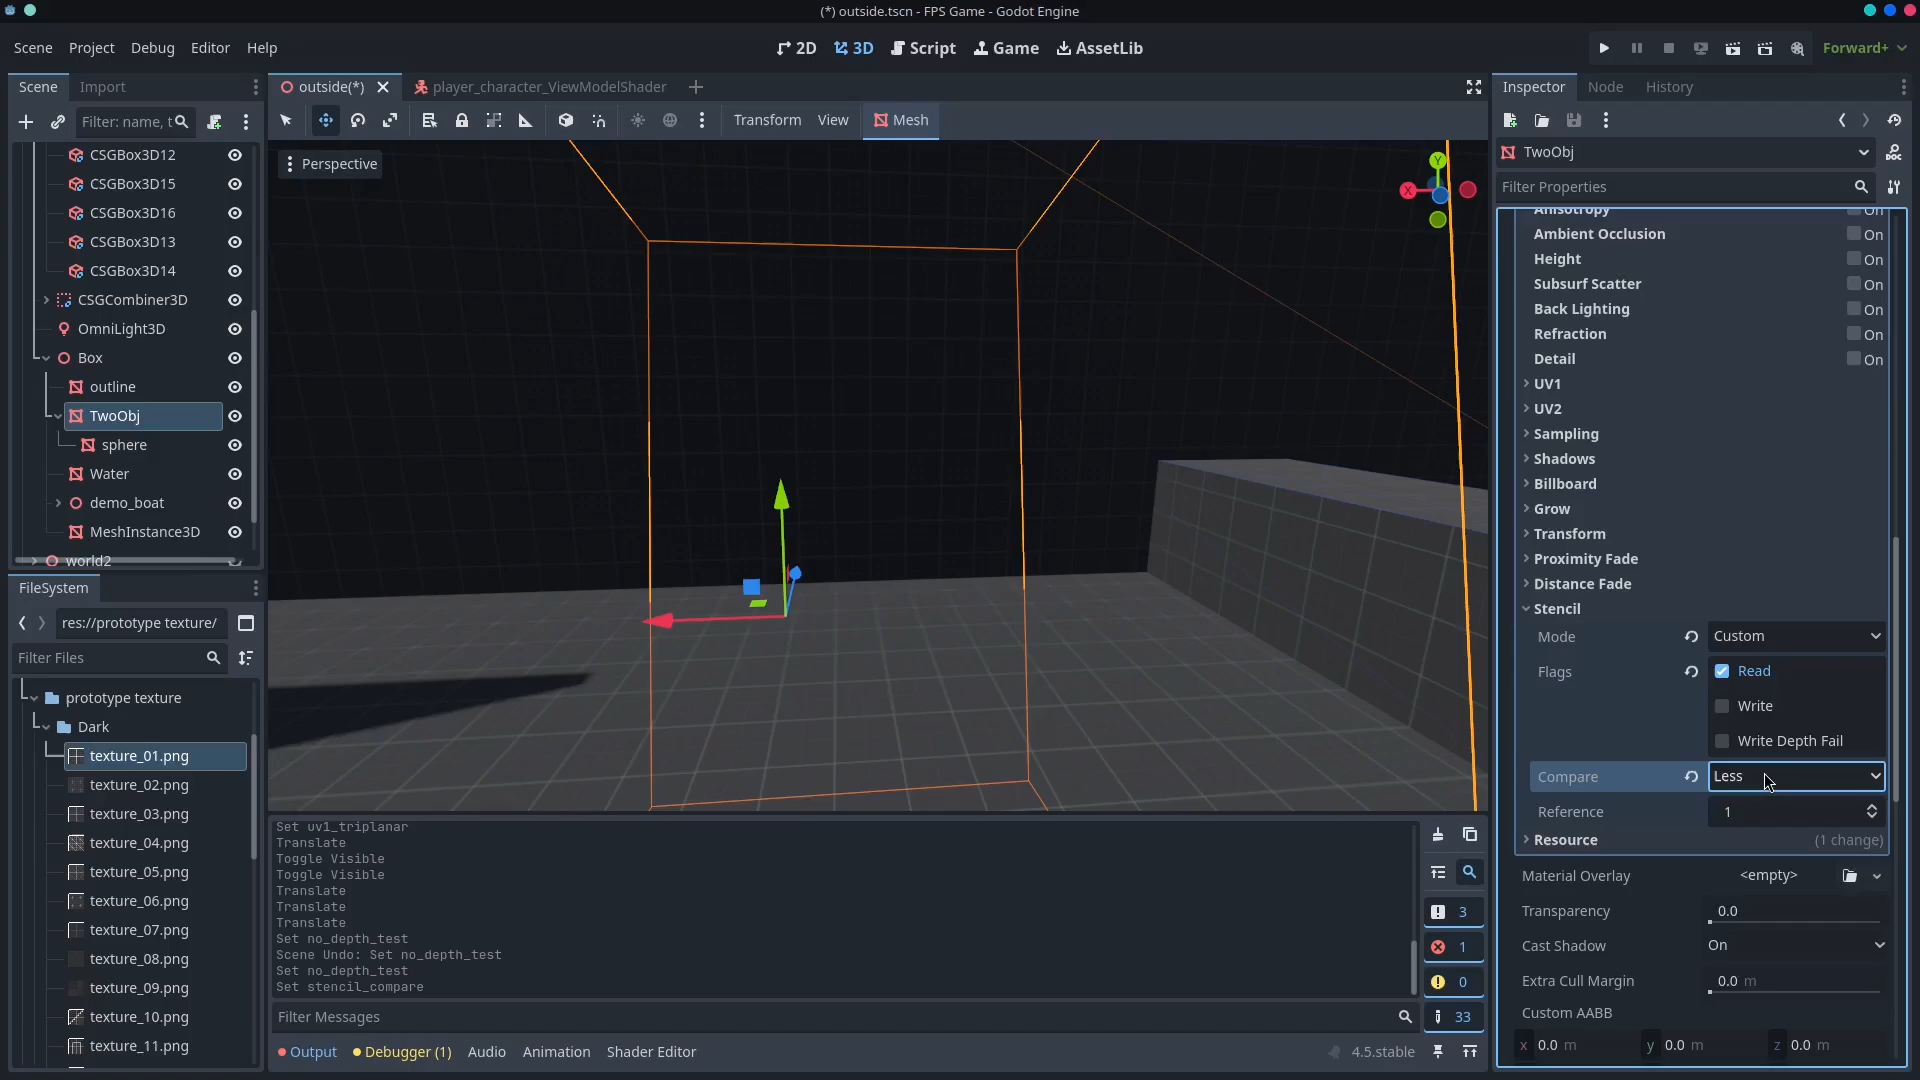 (*) outside.tscn - FPS Game - Godot Engine
Scene Project Debug Editor Help
2D 3D Script Game AssetLib
Forward+
Scene Import
Filter: name, t
CSGBox3D12
CSGBox3D15
CSGBox3D16
CSGBox3D13
CSGBox3D14
CSGCombiner3D
OmniLight3D
Box
outline
TwoObj
sphere
Water
demo_boat
MeshInstance3D
world2
FileSystem
res://prototype texture/
Filter Files
prototype texture
Dark
texture_01.png
texture_02.png
texture_03.png
texture_04.png
texture_05.png
texture_06.png
texture_07.png
texture_08.png
texture_09.png
texture_10.png
texture_11.png
outside(*) player_character_ViewModelShader
Transform View Mesh
Perspective
Y
X
Set uv1_triplanar
Translate
Toggle Visible
Toggle Visible
Translate
Translate
Translate
Set no_depth_test
Scene Undo: Set no_depth_test
Set no_depth_test
Set stencil_compare
3
1
0
33
Filter Messages
Output Debugger (1) Audio Animation Shader Editor 4.5.stable
Inspector Node History
TwoObj
DOC
Filter Properties
Anisotropy On
Ambient Occlusion On
Height On
Subsurf Scatter On
Back Lighting On
Refraction On
Detail On
UV1
UV2
Sampling
Shadows
Billboard
Grow
Transform
Proximity Fade
Distance Fade
Stencil
Mode Custom
Flags Read
Write
Write Depth Fail
Compare Less
Reference 1
Resource (1 change)
Material Overlay <empty>
Transparency 0.0
Cast Shadow On
Extra Cull Margin 0.0 m
Custom AABB
x 0.0 m y 0.0 m z 0.0 m